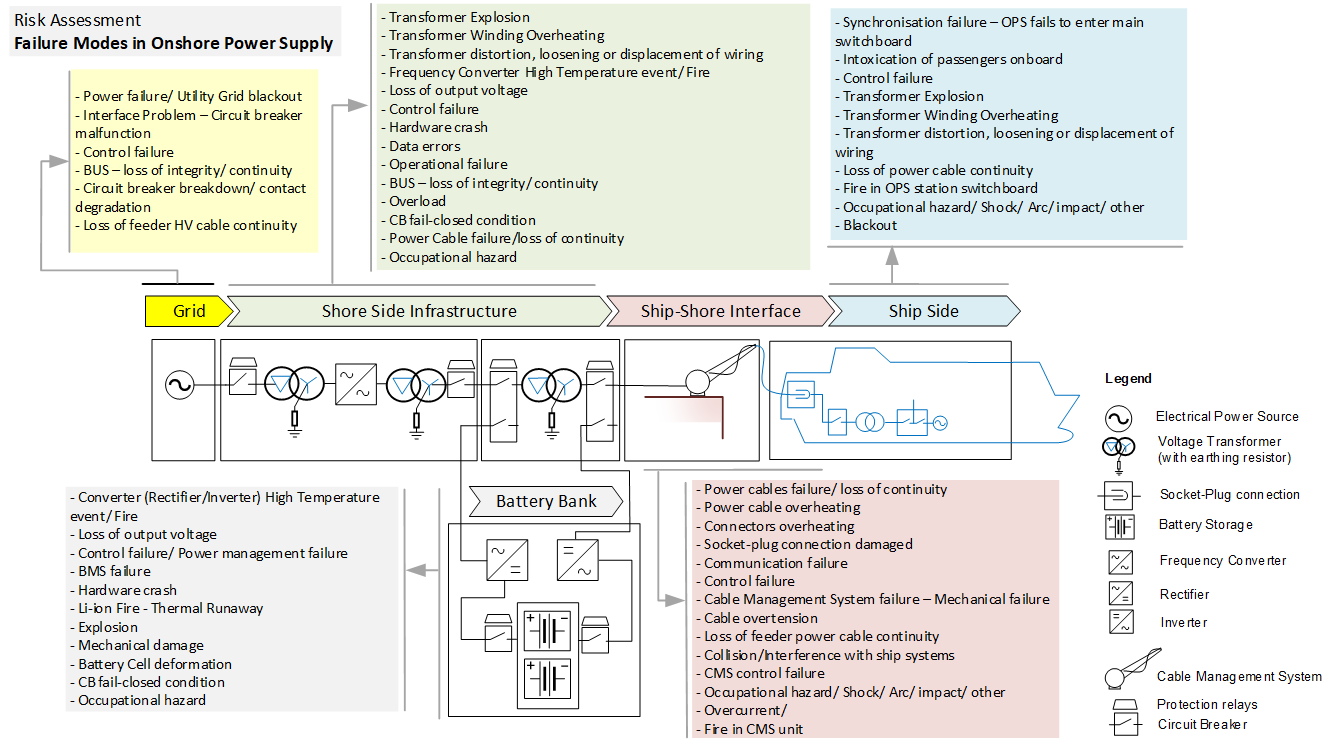 Risk Assessment
Failure Modes in Onshore Power Supply
- Power failure/ Utility Grid blackout
- Interface Problem – Circuit breaker
malfunction
- Control failure
- BUS – loss of integrity/ continuity
- Circuit breaker breakdown/ contact
degradation
- Loss of feeder HV cable continuity
- Transformer Explosion
- Transformer Winding Overheating
- Transformer distortion, loosening or displacement of wiring
- Frequency Converter High Temperature event/ Fire
- Loss of output voltage
- Control failure
- Hardware crash
- Data errors
- Operational failure
- BUS – loss of integrity/ continuity
- Overload
- CB fail-closed condition
- Power Cable failure/loss of continuity
- Occupational hazard
- Synchronisation failure – OPS fails to enter main
switchboard
- Intoxication of passengers onboard
- Control failure
- Transformer Explosion
- Transformer Winding Overheating
- Transformer distortion, loosening or displacement of
wiring
- Loss of power cable continuity
- Fire in OPS station switchboard
- Occupational hazard/ Shock/ Arc/ impact/ other
- Blackout
Grid
Shore Side Infrastructure
Ship-Shore Interface
Ship Side
Battery Bank
- Converter (Rectifier/Inverter) High Temperature
event/ Fire
- Loss of output voltage
- Control failure/ Power management failure
- BMS failure
- Hardware crash
- Li-ion Fire - Thermal Runaway
- Explosion
- Mechanical damage
- Battery Cell deformation
- CB fail-closed condition
- Occupational hazard
- Power cables failure/ loss of continuity
- Power cable overheating
- Connectors overheating
- Socket-plug connection damaged
- Communication failure
- Control failure
- Cable Management System failure – Mechanical failure
- Cable overtension
- Loss of feeder power cable continuity
- Collision/Interference with ship systems
- CMS control failure
- Occupational hazard/ Shock/ Arc/ impact/ other
- Overcurrent/
- Fire in CMS unit
Legend
Electrical Power Source
Voltage Transformer
(with earthing resistor)
Socket-Plug connection
Battery Storage
Frequency Converter
Rectifier
Inverter
Cable Management System
Protection relays
Circuit Breaker